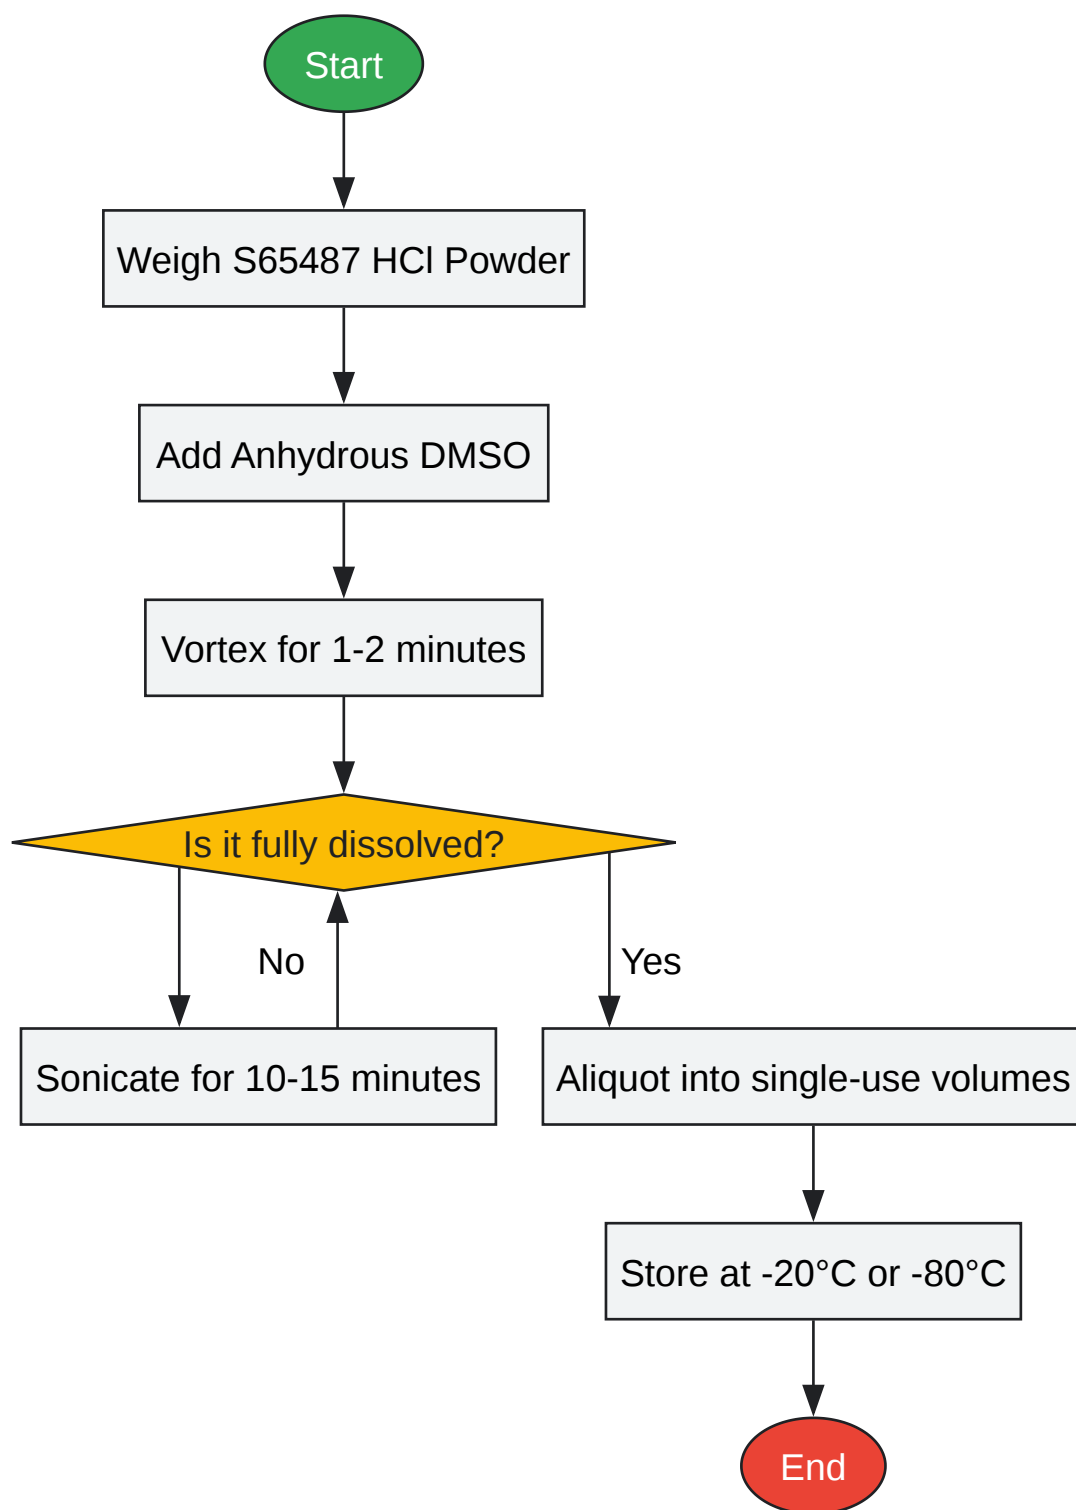 Start
Weigh S65487 HCl Powder
Add Anhydrous DMSO
Vortex for 1-2 minutes
Is it fully dissolved?
No
Yes
Sonicate for 10-15 minutes
Aliquot into single-use volumes
Store at -20°C or -80°C
End